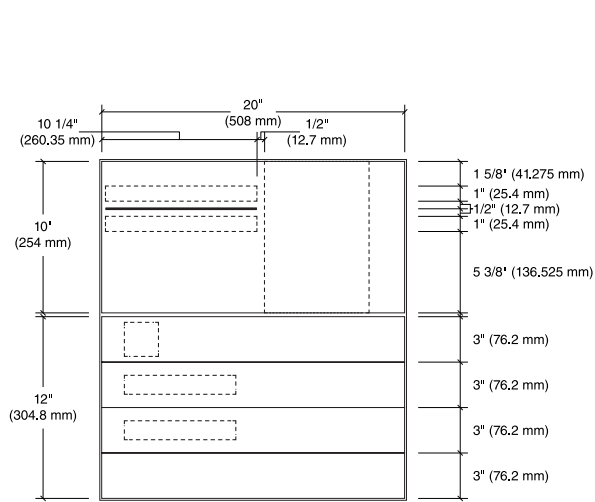 20"
(508 mm)
10 1/4"
(260.35 mm)
1/2"
(12.7 mm)
1 5/8" (41.275 mm)
1" (25.4 mm)
1/2" (12.7 mm)
1" (25.4 mm)
10"
(254 mm)
5 3/8" (136.525 mm)
3" (76.2 mm)
3" (76.2 mm)
12"
(304.8 mm)
3" (76.2 mm)
3" (76.2 mm)